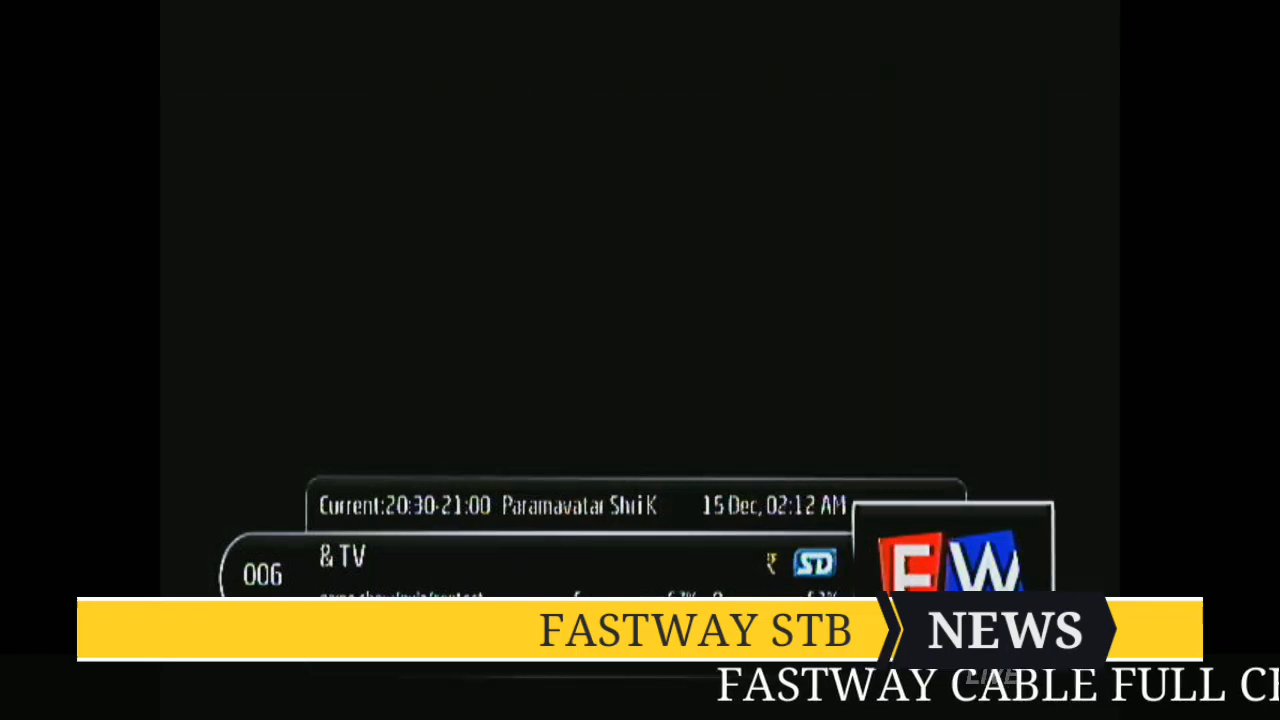 Current:20:30-21:00 Paramavatar Shri K 15 Dec, 02:12 AM
& TV ₹ SD
006
FW
FASTWAY STB NEWS
LIVE
FASTWAY CABLE FULL